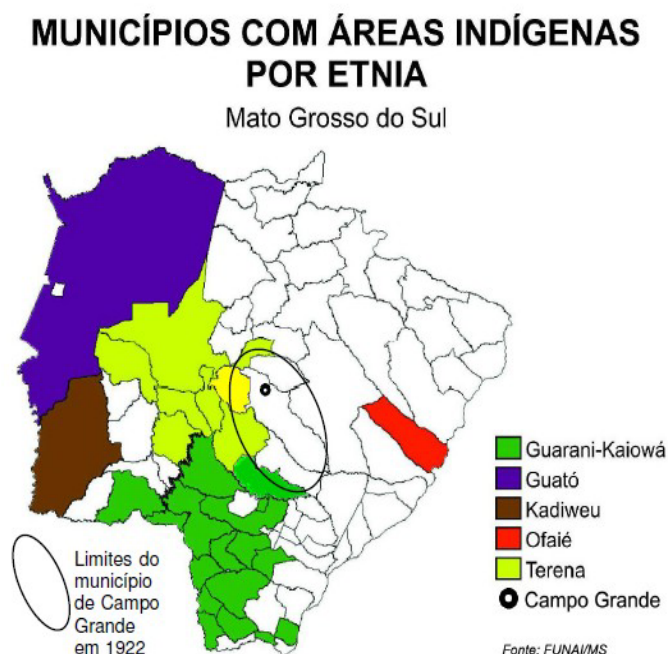 MUNICÍPIOS COM ÁREAS INDÍGENAS
POR ETNIA
Mato Grosso do Sul
Guarani-Kaiowá
Guató
Kadiweu
Ofaié
Terena
Campo Grande
Limites do
município
de Campo
Grande
em 1922
Fonte: FUNAI/MS